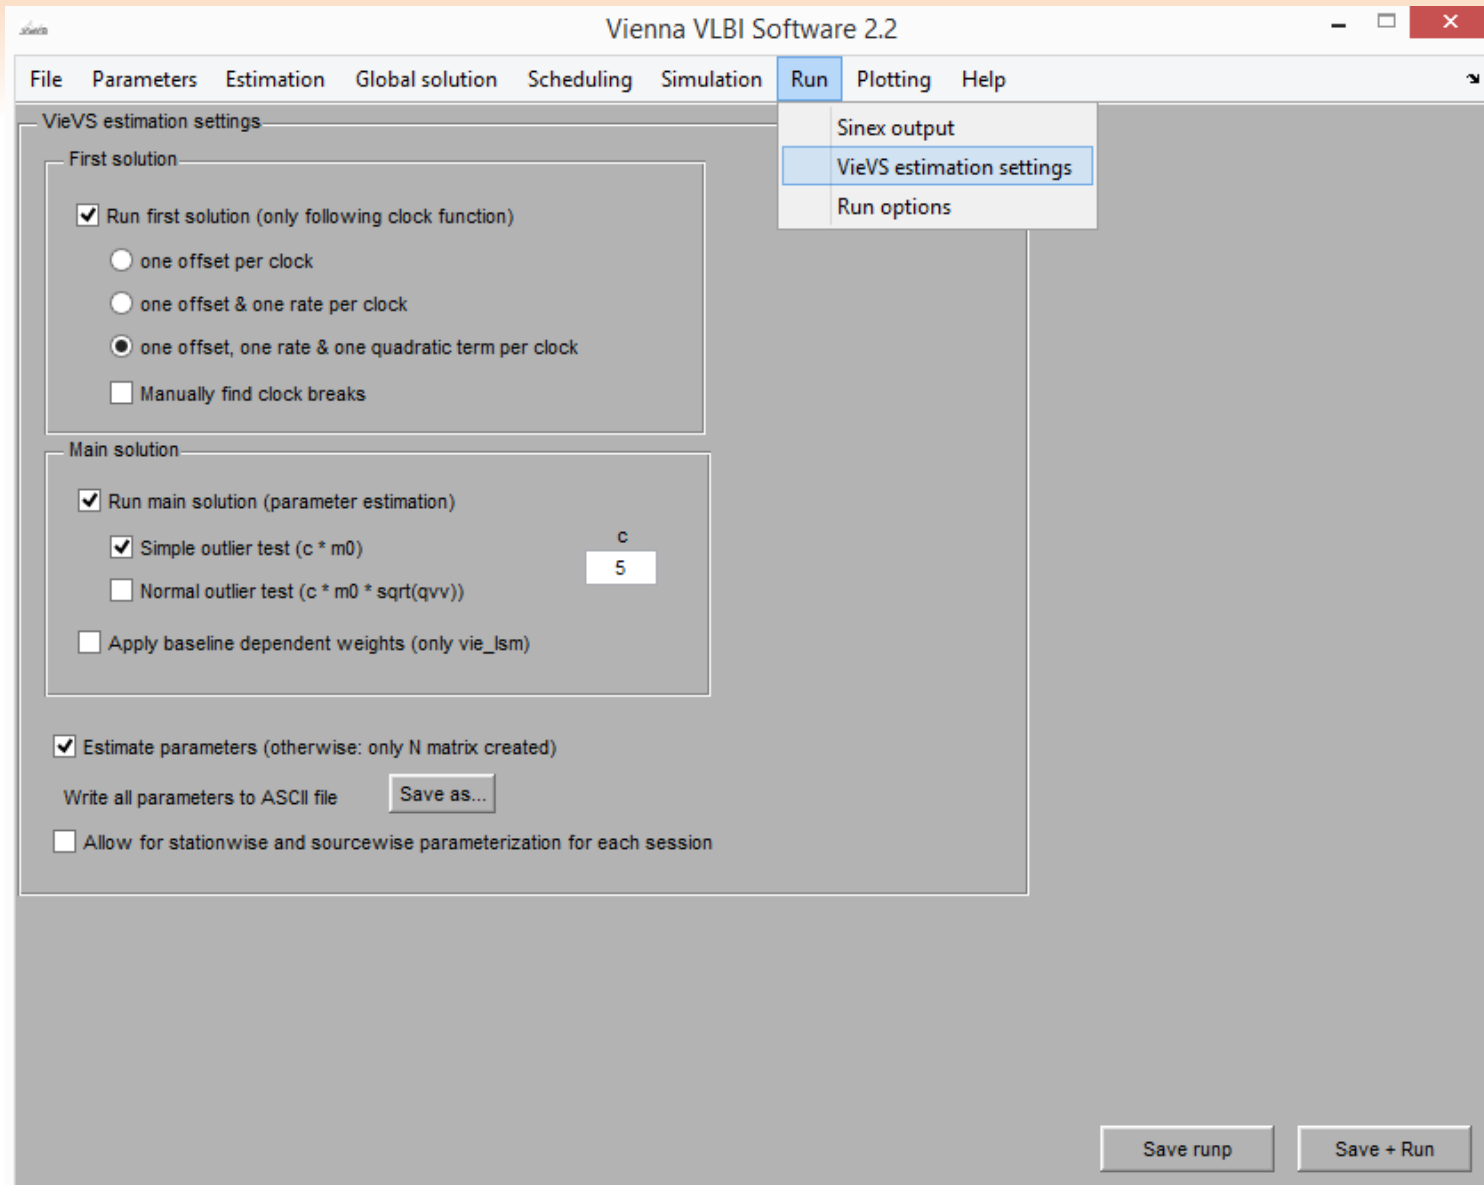 Vienna VLBI Software 2.2
File Parameters Estimation Global solution Scheduling Simulation Run Plotting Help
Sinex output
VieVS estimation settings
Run options
VieVS estimation settings
First solution
Run first solution (only following clock function)
one offset per clock
one offset & one rate per clock
one offset, one rate & one quadratic term per clock
Manually find clock breaks
Main solution
Run main solution (parameter estimation)
Simple outlier test (c * m0)
c
5
Normal outlier test (c * m0 * sqrt(qvv))
Apply baseline dependent weights (only vie_lsm)
Estimate parameters (otherwise: only N matrix created)
Write all parameters to ASCII file Save as...
Allow for stationwise and sourcewise parameterization for each session
Save runp Save + Run